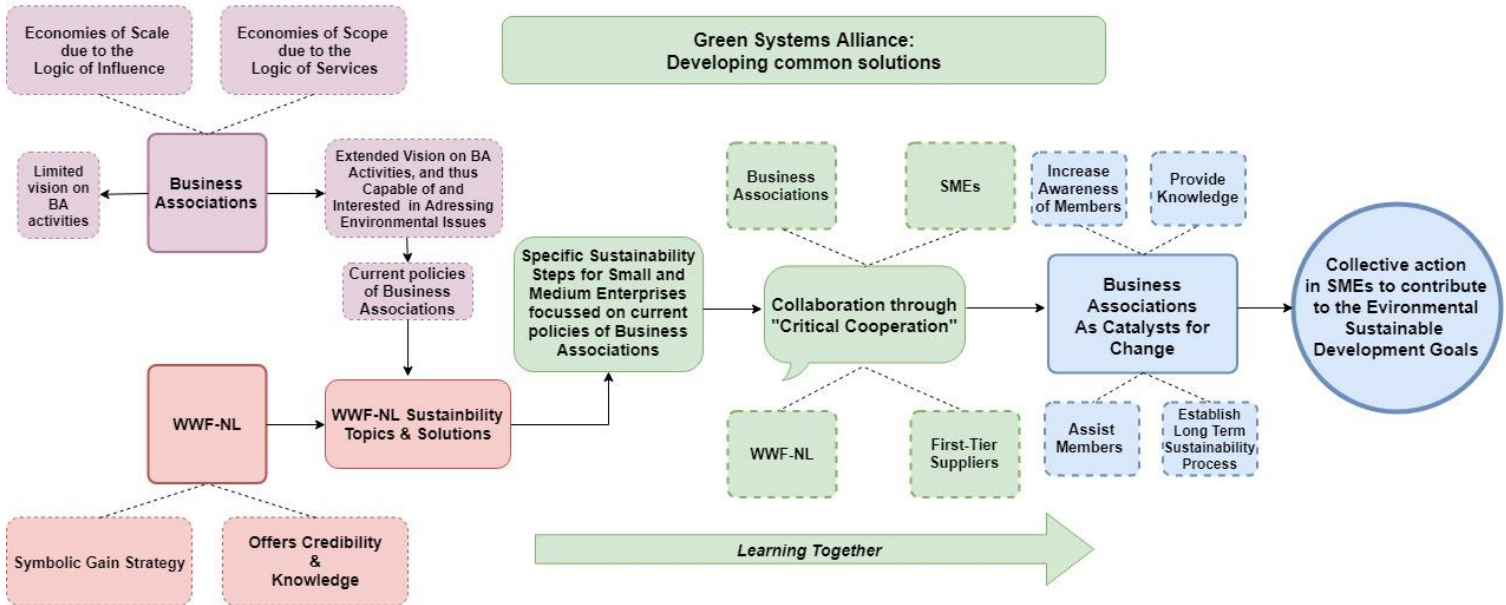 Economies of Scale
due to the
Logic of Influence
Economies of Scope
due to the
Logic of Services
Green Systems Alliance:
Developing common solutions
Limited
vision on
BA
activities
Business
Associations
Extended Vision on BA
Activities, and thus
Capable of and
Interested in Adressing
Environmental Issues
Current policies
of Business
Associations
WWF-NL
WWF-NL Sustainbility
Topics & Solutions
Symbolic Gain Strategy
Offers Credibility
&
Knowledge
Specific Sustainability
Steps for Small and
Medium Enterprises
focussed on current
policies of Business
Associations
Business
Associations
SMEs
Collaboration through
"Critical Cooperation"
WWF-NL
First-Tier
Suppliers
Learning Together
Increase
Awareness
of Members
Provide
Knowledge
Business
Associations
As Catalysts for
Change
Assist
Members
Establish
Long Term
Sustainability
Process
Collective action
in SMEs to contribute
to the Evironmental
Sustainable
Development Goals